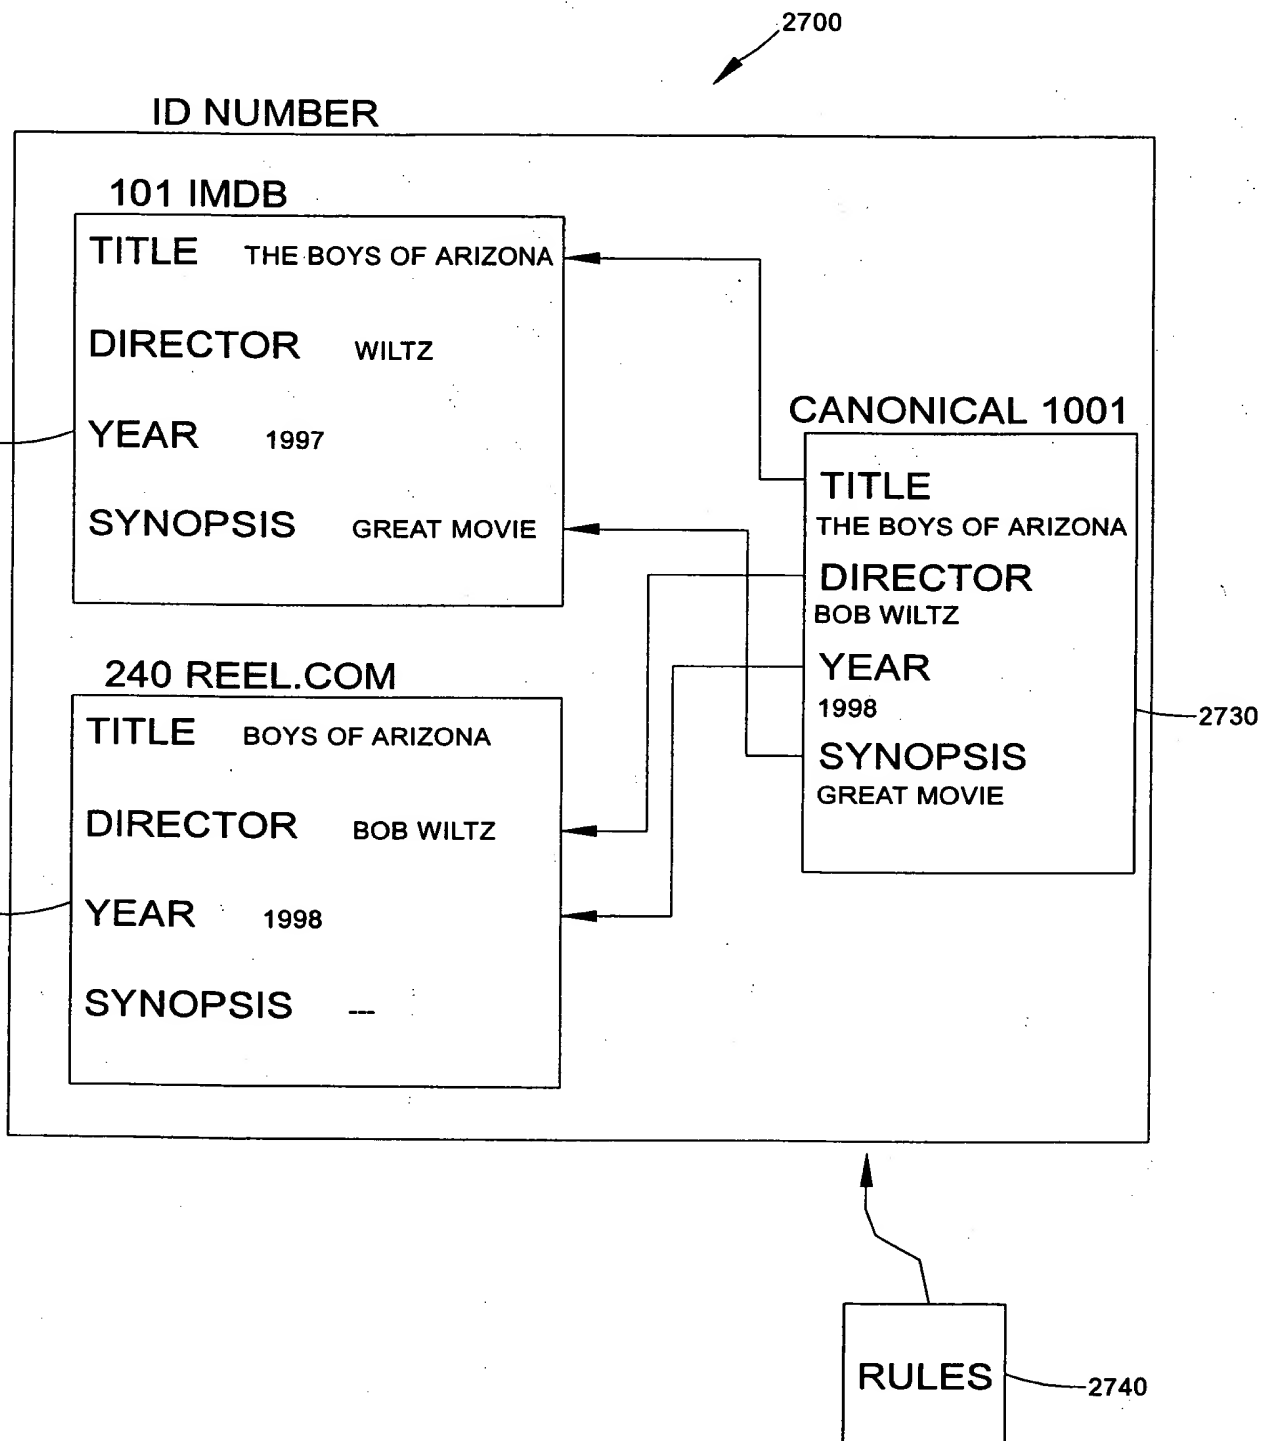 2700
ID NUMBER
101 IMDB
TITLE THE BOYS OF ARIZONA
DIRECTOR WILTZ
YEAR 1997
SYNOPSIS GREAT MOVIE
240 REEL.COM
TITLE BOYS OF ARIZONA
DIRECTOR BOB WILTZ
YEAR 1998
SYNOPSIS ---
CANONICAL 1001
TITLE
THE BOYS OF ARIZONA
DIRECTOR
BOB WILTZ
YEAR
1998
SYNOPSIS
GREAT MOVIE
2730
RULES
2740